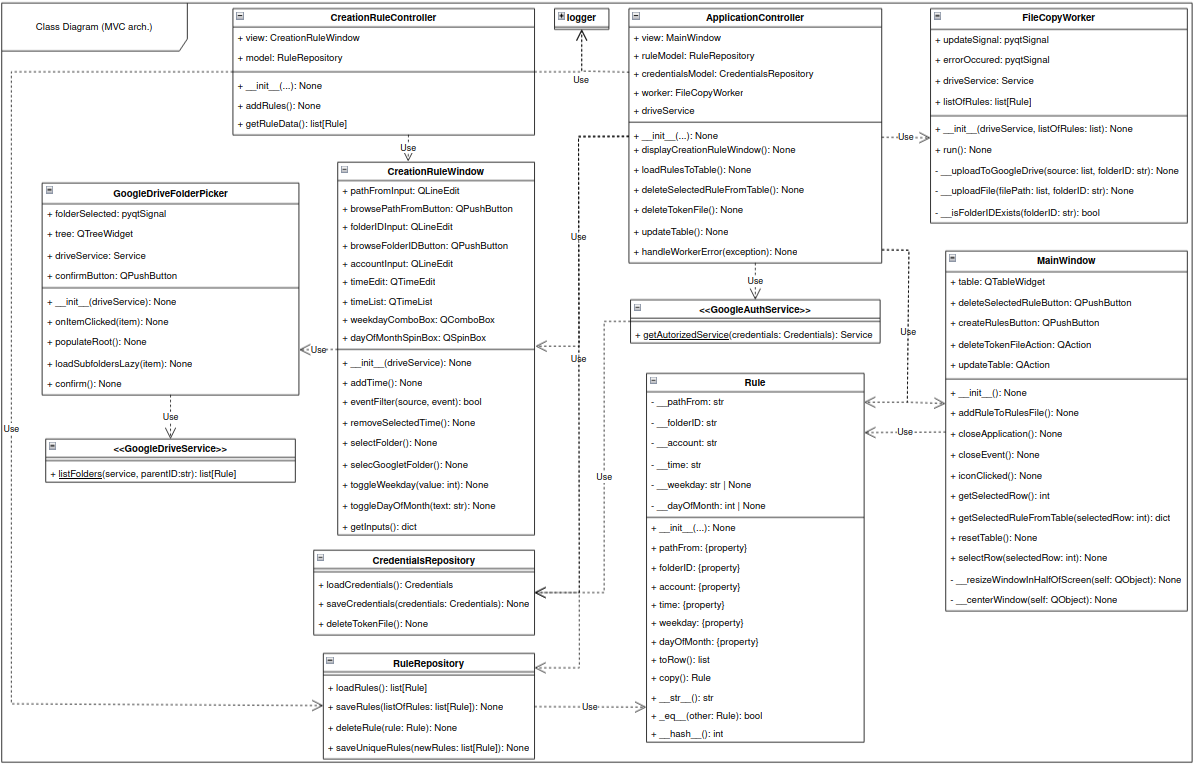 Class Diagram (MVC arch.)
CreationRuleController
+ view: CreationRuleWindow
+ model: RuleRepository
+ __init__(...): None
+ addRules(): None
+ getRuleData(): list[Rule]
logger
Use
ApplicationController
+ view: MainWindow
+ ruleModel: RuleRepository
+ credentialsModel: CredentialsRepository
+ worker: FileCopyWorker
+ driveService
+ __init__(...): None
+ displayCreationRuleWindow(): None
+ loadRulesToTable(): None
+ deleteSelectedRuleFromTable(): None
+ deleteTokenFile(): None
+ updateTable(): None
+ handleWorkerError(exception): None
Use
FileCopyWorker
+ updateSignal: pyqtSignal
+ errorOccured: pyqtSignal
+ driveService: Service
+ listOfRules: list[Rule]
+ __init__(driveService, listOfRules: list): None
+ run(): None
- __uploadToGoogleDrive(source: list, folderID: str): None
- __uploadFile(filePath: list, folderID: str): None
- __isFolderIDExists(folderID: str): bool
Use
CreationRuleWindow
+ pathFromInput: QLineEdit
+ browsePathFromButton: QPushButton
+ folderIDInput: QLineEdit
+ browseFolderIDButton: QPushButton
+ accountInput: QLineEdit
+ timeEdit: QTimeEdit
+ timeList: QTimeList
+ weekdayComboBox: QComboBox
+ dayOfMonthSpinBox: QSpinBox
+ __init__(driveService): None
+ addTime(): None
+ eventFilter(source, event): bool
+ removeSelectedTime(): None
+ selectFolder(): None
+ selecGoogletFolder(): None
+ toggleWeekday(value: int): None
+ toggleDayOfMonth(text: str): None
+ getInputs(): dict
GoogleDriveFolderPicker
+ folderSelected: pyqtSignal
+ tree: QTreeWidget
+ driveService: Service
+ confirmButton: QPushButton
+ __init__(driveService): None
+ onItemClicked(item): None
+ populateRoot(): None
+ loadSubfoldersLazy(item): None
+ confirm(): None
Use
Use
Use
<<GoogleDriveService>>
+ listFolders(service, parentID:str): list[Rule]
Use
Use
Use
Use
<<GoogleAuthService>>
+ getAutorizedService(credentials: Credentials): Service
Use
Use
MainWindow
+ table: QTableWidget
+ deleteSelectedRuleButton: QPushButton
+ createRulesButton: QPushButton
+ deleteTokenFileAction: QAction
+ updateTable: QAction
+ __init__(): None
+ addRuleToRulesFile(): None
+ closeApplication(): None
+ closeEvent(): None
+ iconClicked(): None
+ getSelectedRow(): int
+ getSelectedRuleFromTable(selectedRow: int): dict
+ resetTable(): None
+ selectRow(selectedRow: int): None
- __resizeWindowInHalfOfScreen(self: QObject): None
- __centerWindow(self: QObject): None
Use
Rule
- __pathFrom: str
- __folderID: str
- __account: str
- __time: str
- __weekday: str | None
- __dayOfMonth: int | None
+ __init__(...): None
+ pathFrom: {property}
+ folderID: {property}
+ account: {property}
+ time: {property}
+ weekday: {property}
+ dayOfMonth: {property}
+ toRow(): list
+ copy(): Rule
+ __str__(): str
+ _eq__(other: Rule): bool
+ __hash__(): int
CredentialsRepository
+ loadCredentials(): Credentials
+ saveCredentials(credentials: Credentials): None
+ deleteTokenFile(): None
RuleRepository
+ loadRules(): list[Rule]
+ saveRules(listOfRules: list[Rule]): None
+ deleteRule(rule: Rule): None
+ saveUniqueRules(newRules: list[Rule]): None
Use